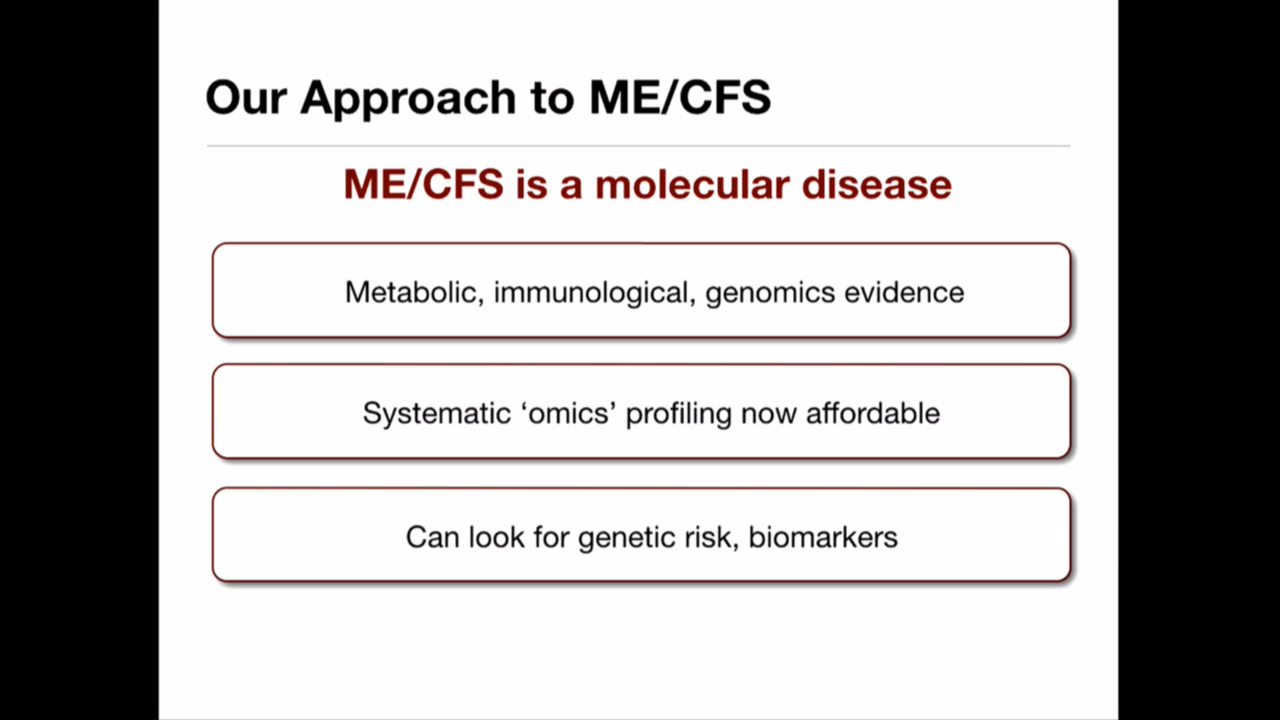 Our Approach to ME/CFS
ME/CFS is a molecular disease
Metabolic, immunological, genomics evidence
Systematic ‘omics’ profiling now affordable
Can look for genetic risk, biomarkers